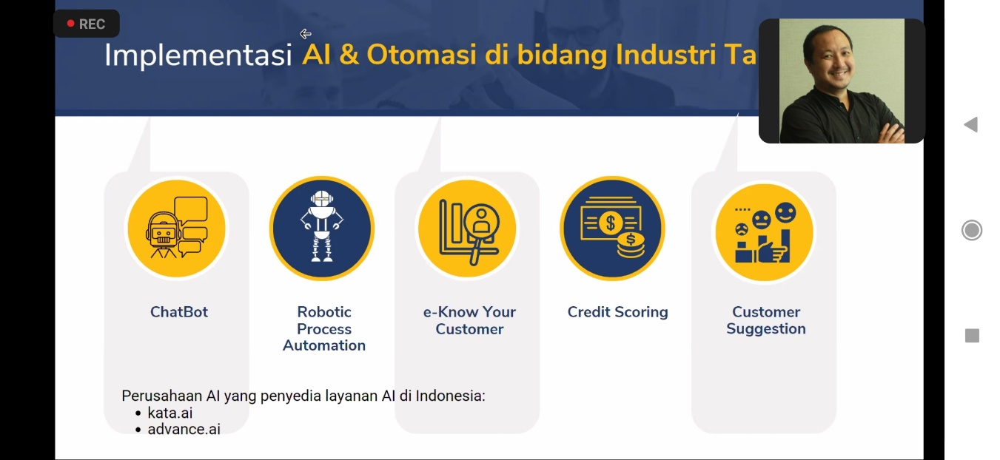 REC
Implementasi AI & Otomasi di bidang Industri Ta
ChatBot
Robotic
Process
Automation
e-Know Your
Customer
Credit Scoring
Customer
Suggestion
Perusahaan AI yang penyedia layanan AI di Indonesia:
• kata.ai
• advance.ai